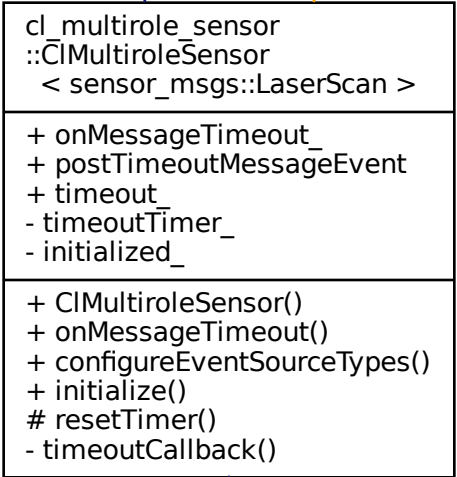 cl_multirole_sensor
::ClMultiroleSensor
< sensor_msgs::LaserScan >
+ onMessageTimeout_
+ postTimeoutMessageEvent
+ timeout_
- timeoutTimer_
- initialized_
+ ClMultiroleSensor()
+ onMessageTimeout()
+ configureEventSourceTypes()
+ initialize()
# resetTimer()
- timeoutCallback()